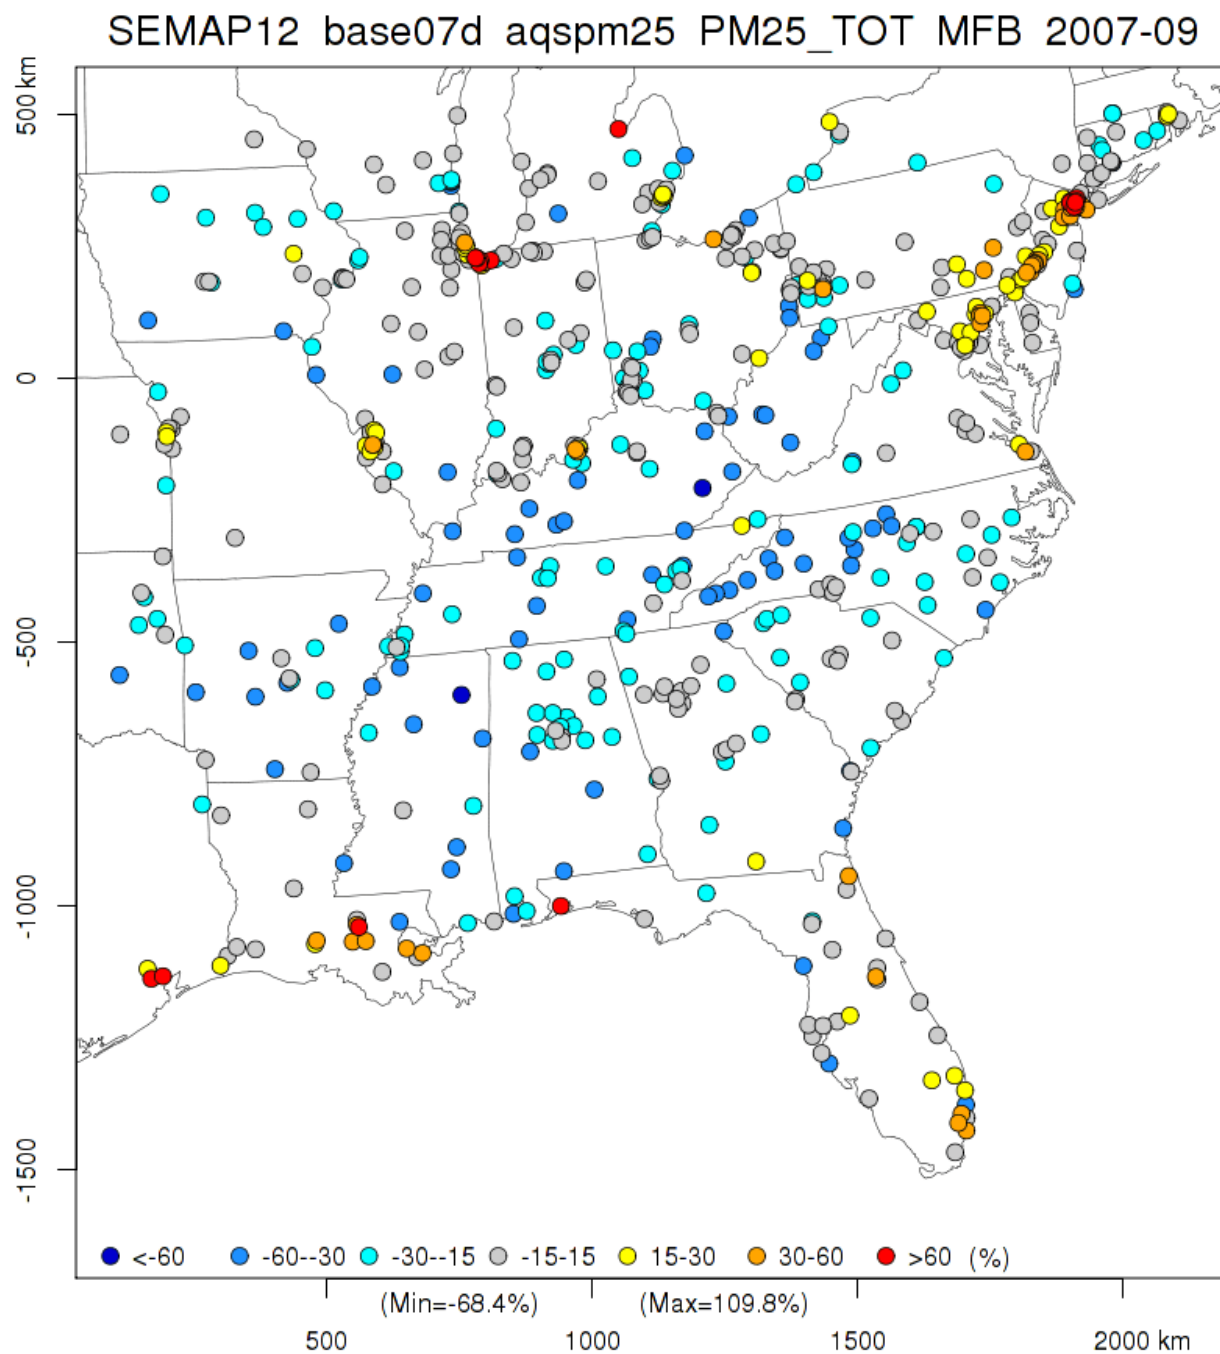 SEMAP12 base07d aqspm25 PM25_TOT MFB 2007-09
500 km
0
-500
-1000
-1500
<-60 -60--30 -30--15 -15-15 15-30 30-60 >60 (%)
(Min=-68.4%) (Max=109.8%)
500 1000 1500 2000 km